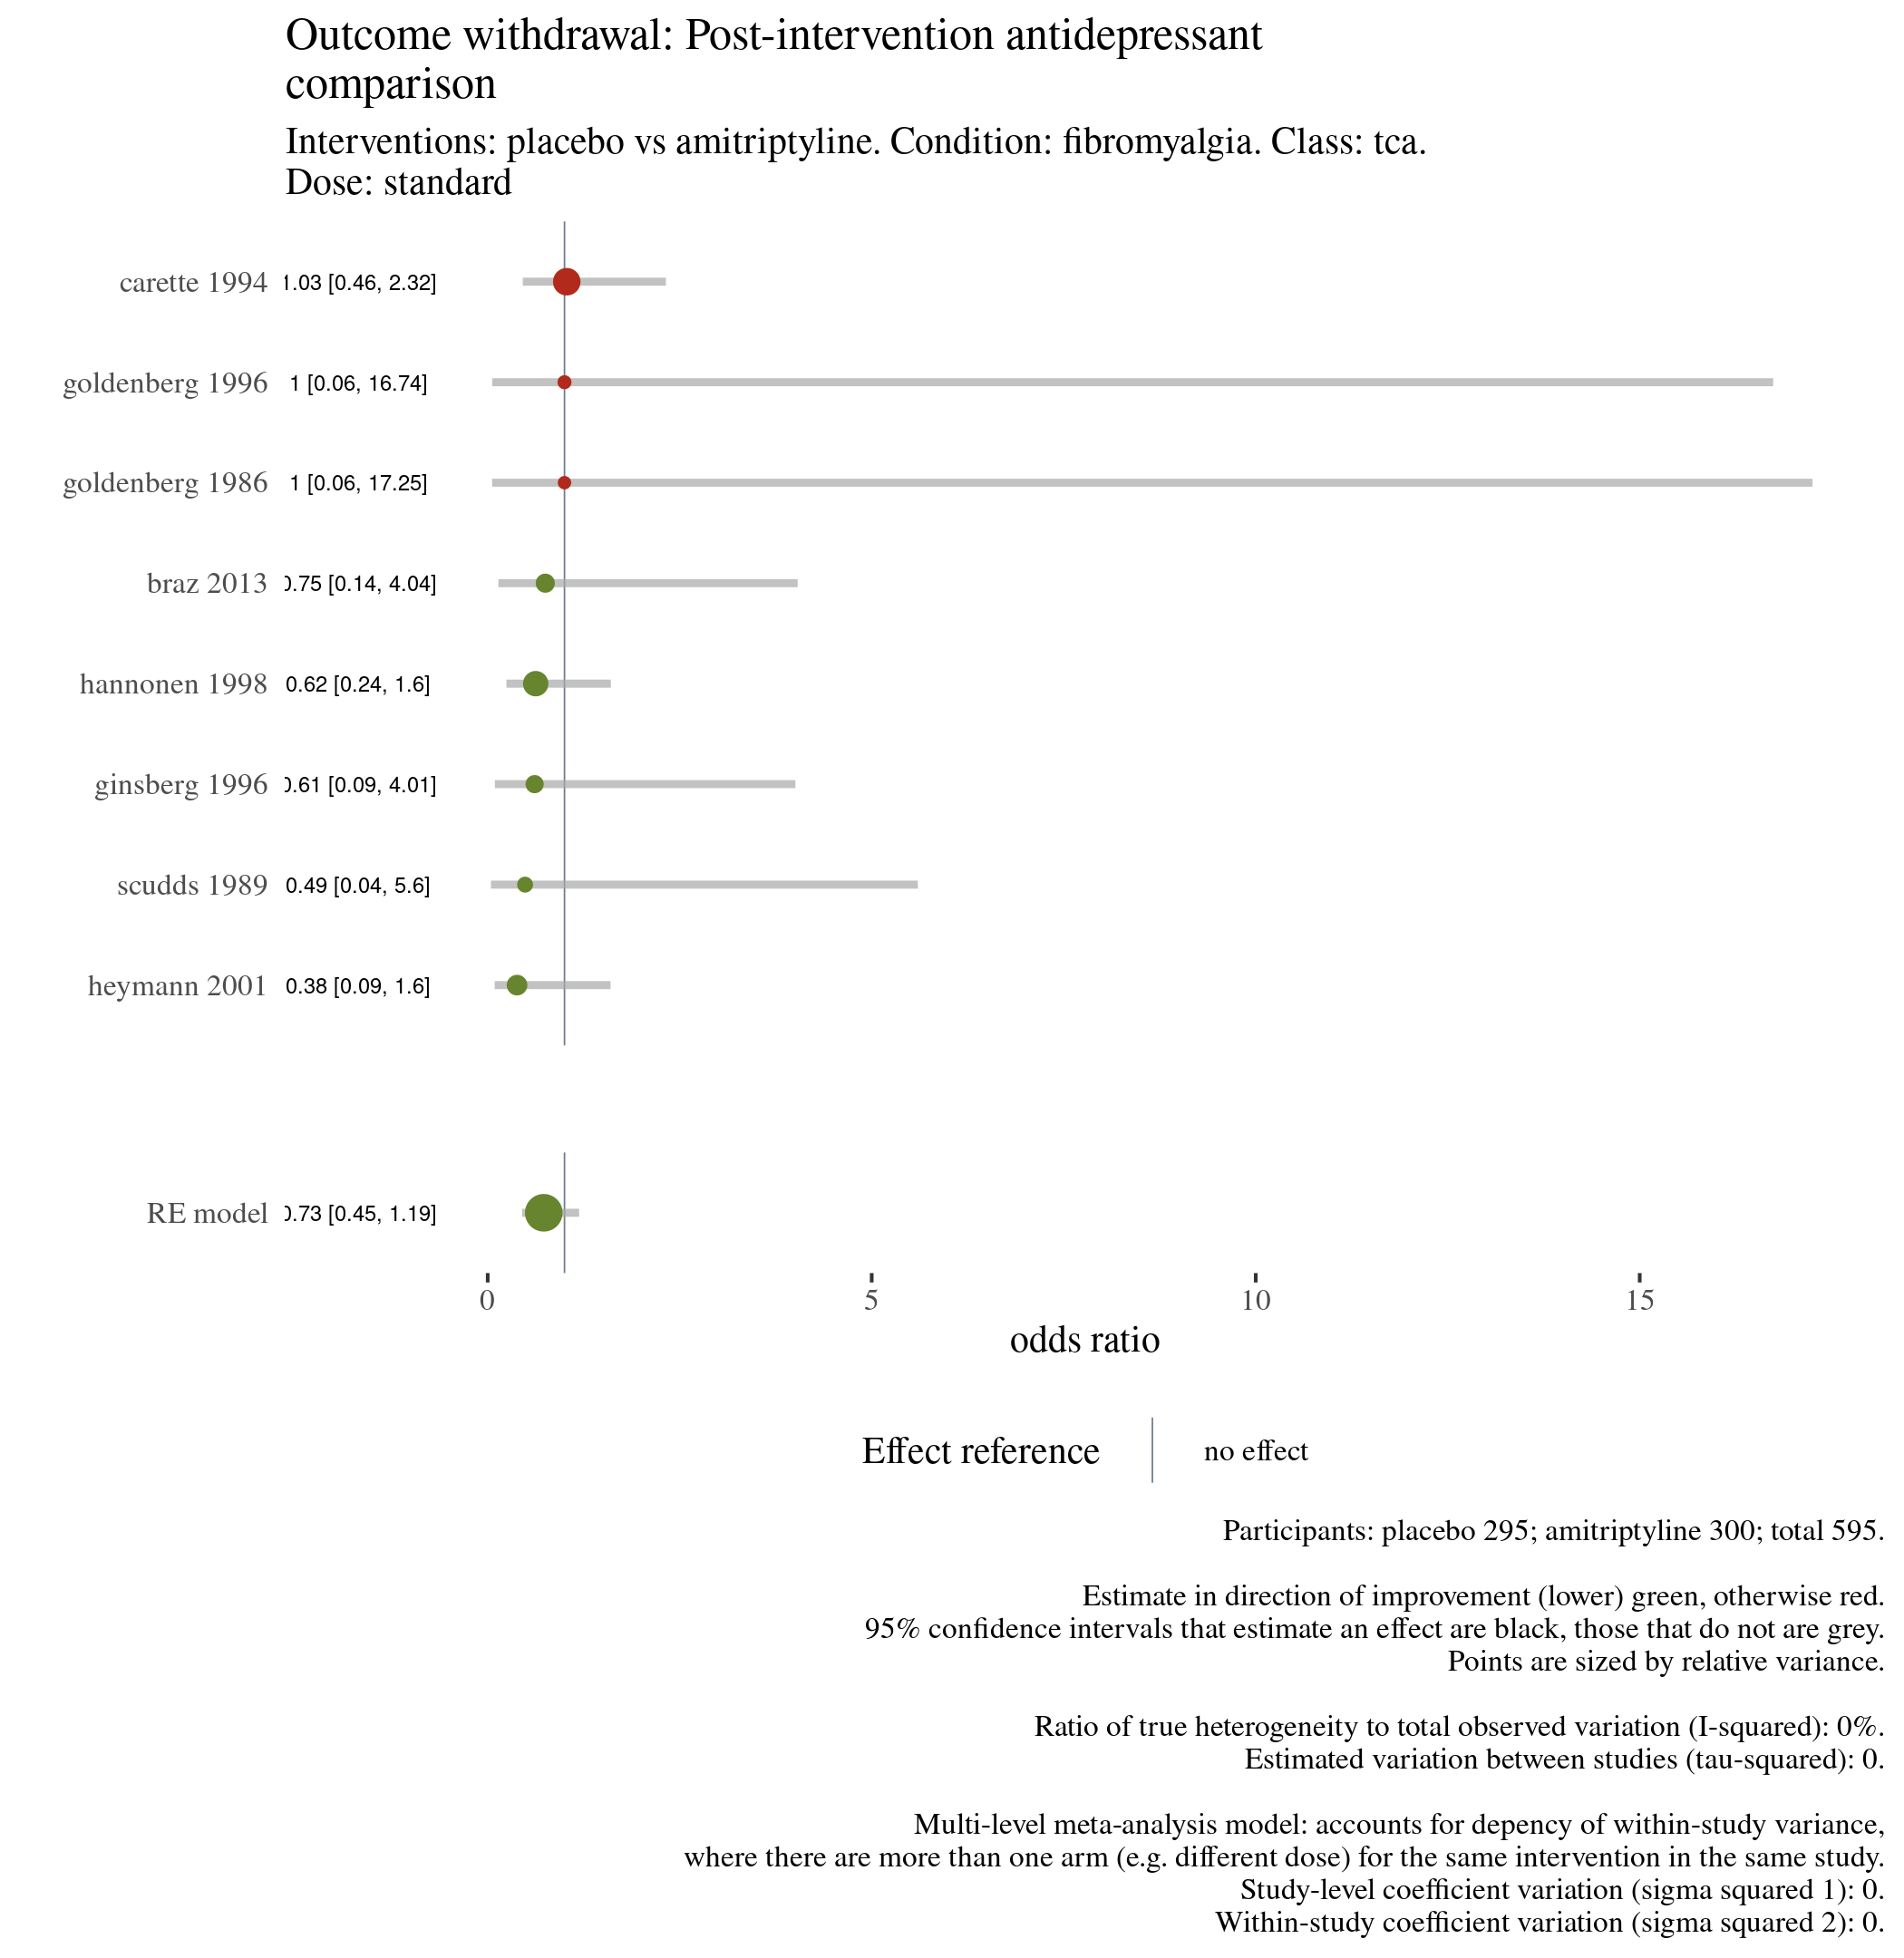 Outcome withdrawal: Post-intervention antidepressant
comparison
Interventions: placebo vs amitriptyline. Condition: fibromyalgia. Class: tca.
Dose: standard
carette 1994 1.03 [0.46, 2.32]
goldenberg 1996 1 [0.06, 16.74]
goldenberg 1986 1 [0.06, 17.25]
braz 2013 0.75 [0.14, 4.04]
hannonen 1998 0.62 [0.24, 1.6]
ginsberg 1996 0.61 [0.09, 4.01]
scudds 1989 0.49 [0.04, 5.6]
heymann 2001 0.38 [0.09, 1.6]
RE model 0.73 [0.45, 1.19]
0 5 10 15
odds ratio
Effect reference no effect
Participants: placebo 295; amitriptyline 300; total 595.
Estimate in direction of improvement (lower) green, otherwise red.
95% confidence intervals that estimate an effect are black, those that do not are grey.
Points are sized by relative variance.
Ratio of true heterogeneity to total observed variation (I-squared): 0%.
Estimated variation between studies (tau-squared): 0.
Multi-level meta-analysis model: accounts for depency of within-study variance,
where there are more than one arm (e.g. different dose) for the same intervention in the same study.
Study-level coefficient variation (sigma squared 1): 0.
Within-study coefficient variation (sigma squared 2): 0.